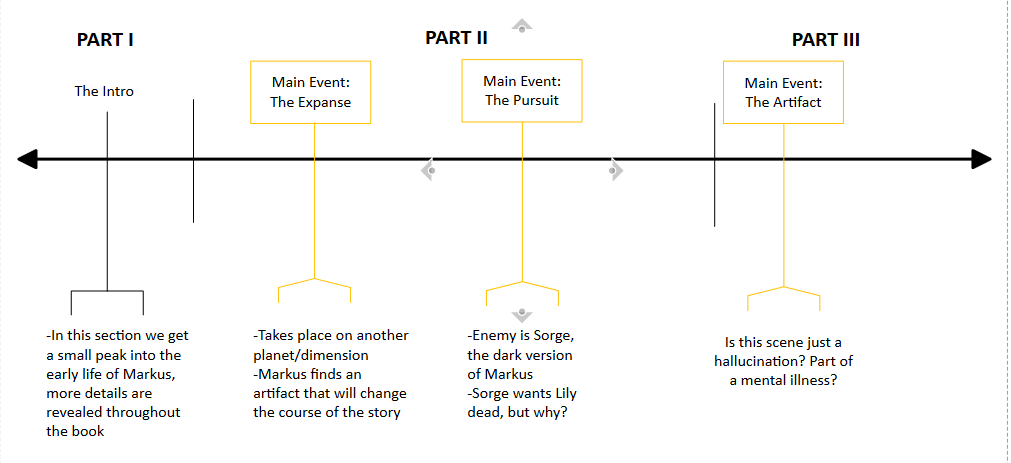 PART I
PART II
PART III
The Intro
Main Event:
The Expanse
Main Event:
The Pursuit
Main Event:
The Artifact
-In this section we get
a small peak into the
early life of Markus,
more details are
revealed throughout
the book
-Takes place on another
planet/dimension
-Markus finds an
artifact that will change
the course of the story
-Enemy is Sorge,
the dark version
of Markus
-Sorge wants Lily
dead, but why?
Is this scene just a
hallucination? Part of
a mental illness?